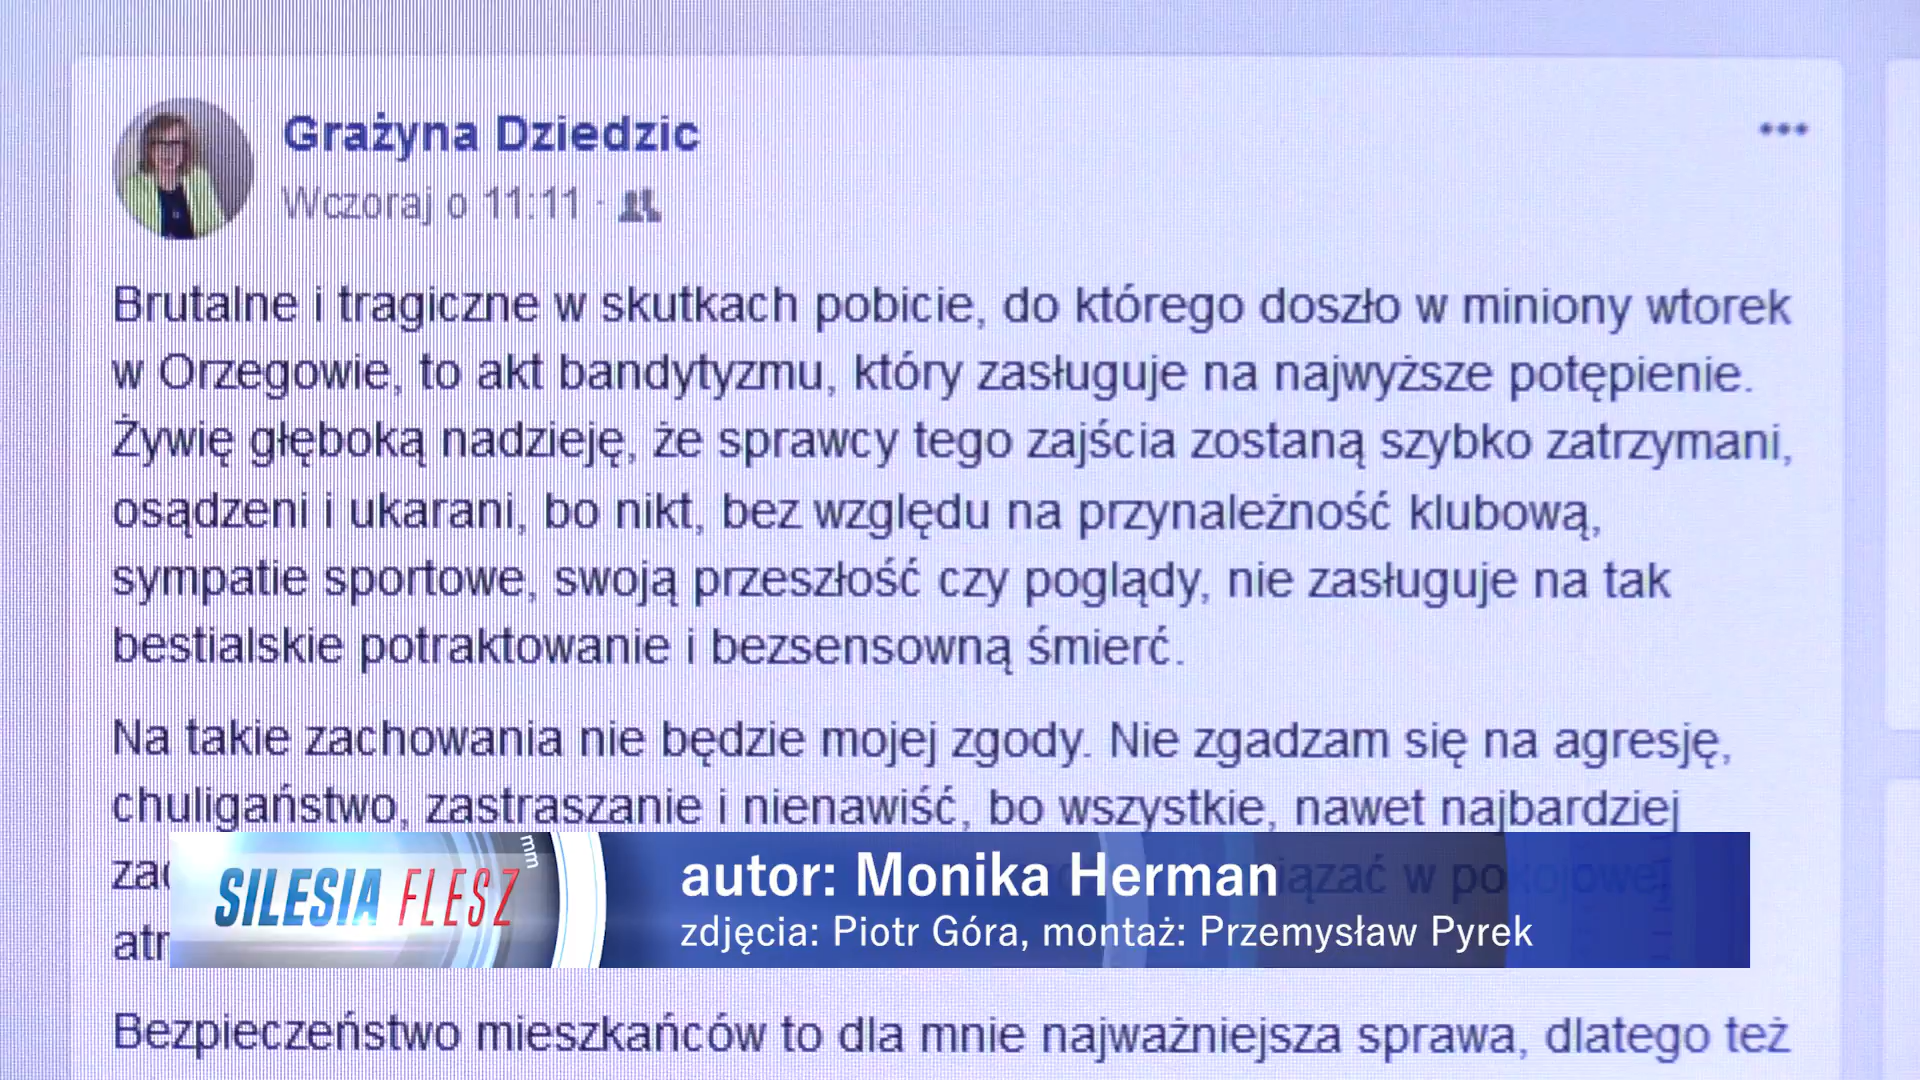 Grażyna Dziedzic
Wczoraj o 11:11 ·
Brutalne i tragiczne w skutkach pobicie, do którego doszło w miniony wtorek
w Orzegowie, to akt bandytyzmu, który zasługuje na najwyższe potępienie.
Żywię głęboką nadzieję, że sprawcy tego zajścia zostaną szybko zatrzymani,
osądzeni i ukarani, bo nikt, bez względu na przynależność klubową,
sympatie sportowe, swoją przeszłość czy poglądy, nie zasługuje na tak
bestialskie potraktowanie i bezsensowną śmierć.
Na takie zachowania nie będzie mojej zgody. Nie zgadzam się na agresję,
chuligaństwo, zastraszanie i nienawiść, bo wszystkie, nawet najbardziej
w pokojowej
SILESIA FLESZ
autor: Monika Herman
zdjęcia: Piotr Góra, montaż: Przemysław Pyrek
Bezpieczeństwo mieszkańców to dla mnie najważniejsza sprawa, dlatego też